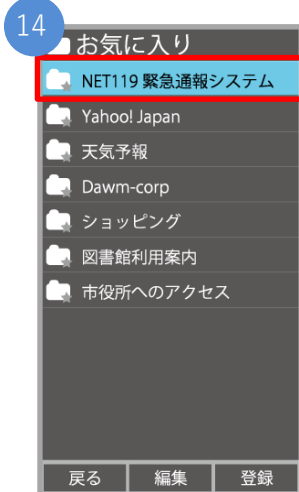 14
お気に入り
NET119 緊急通報システム
Yahoo! Japan
天気予報
Dawm-corp
ショッピング
図書館利用案内
市役所へのアクセス
戻る 編集 登録